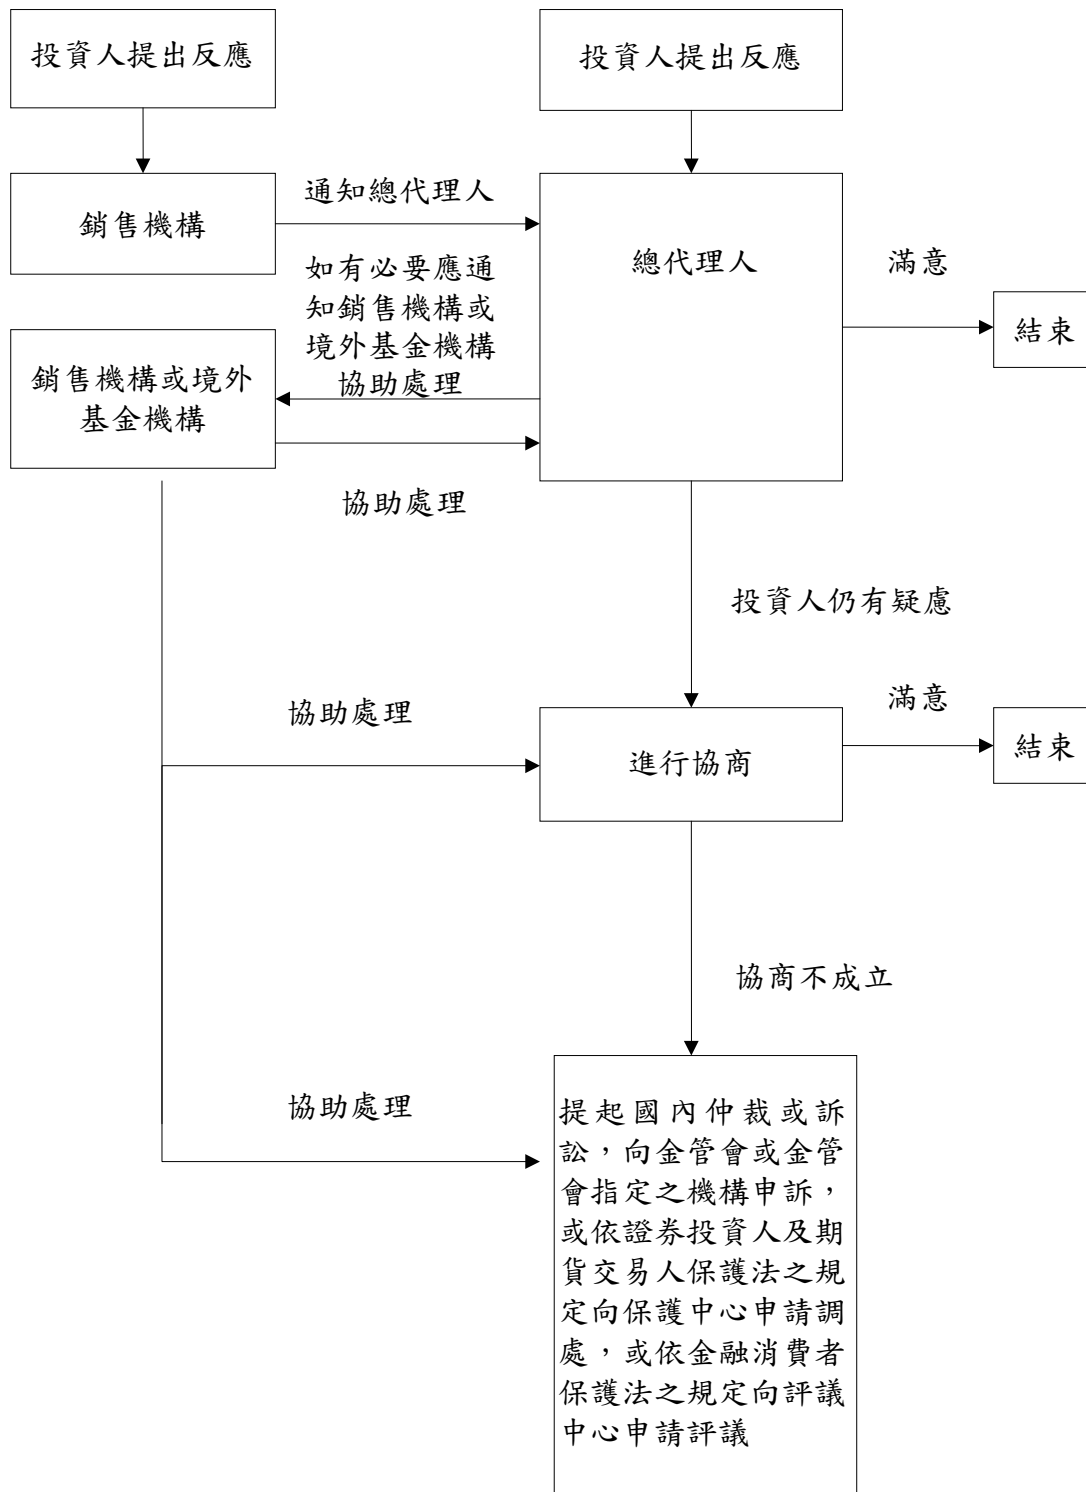 投資人提出反應
投資人提出反應
銷售機構
通知總代理人
總代理人
滿意
結束
如有必要應通
知銷售機構或
境外基金機構
協助處理
銷售機構或境外
基金機構
協助處理
投資人仍有疑慮
協助處理
進行協商
滿意
結束
協商不成立
協助處理
提起國內仲裁或訴
訟，向金管會或金管
會指定之機構申訴，
或依證券投資人及期
貨交易人保護法之規
定向保護中心申請調
處，或依金融消費者
保護法之規定向評議
中心申請評議